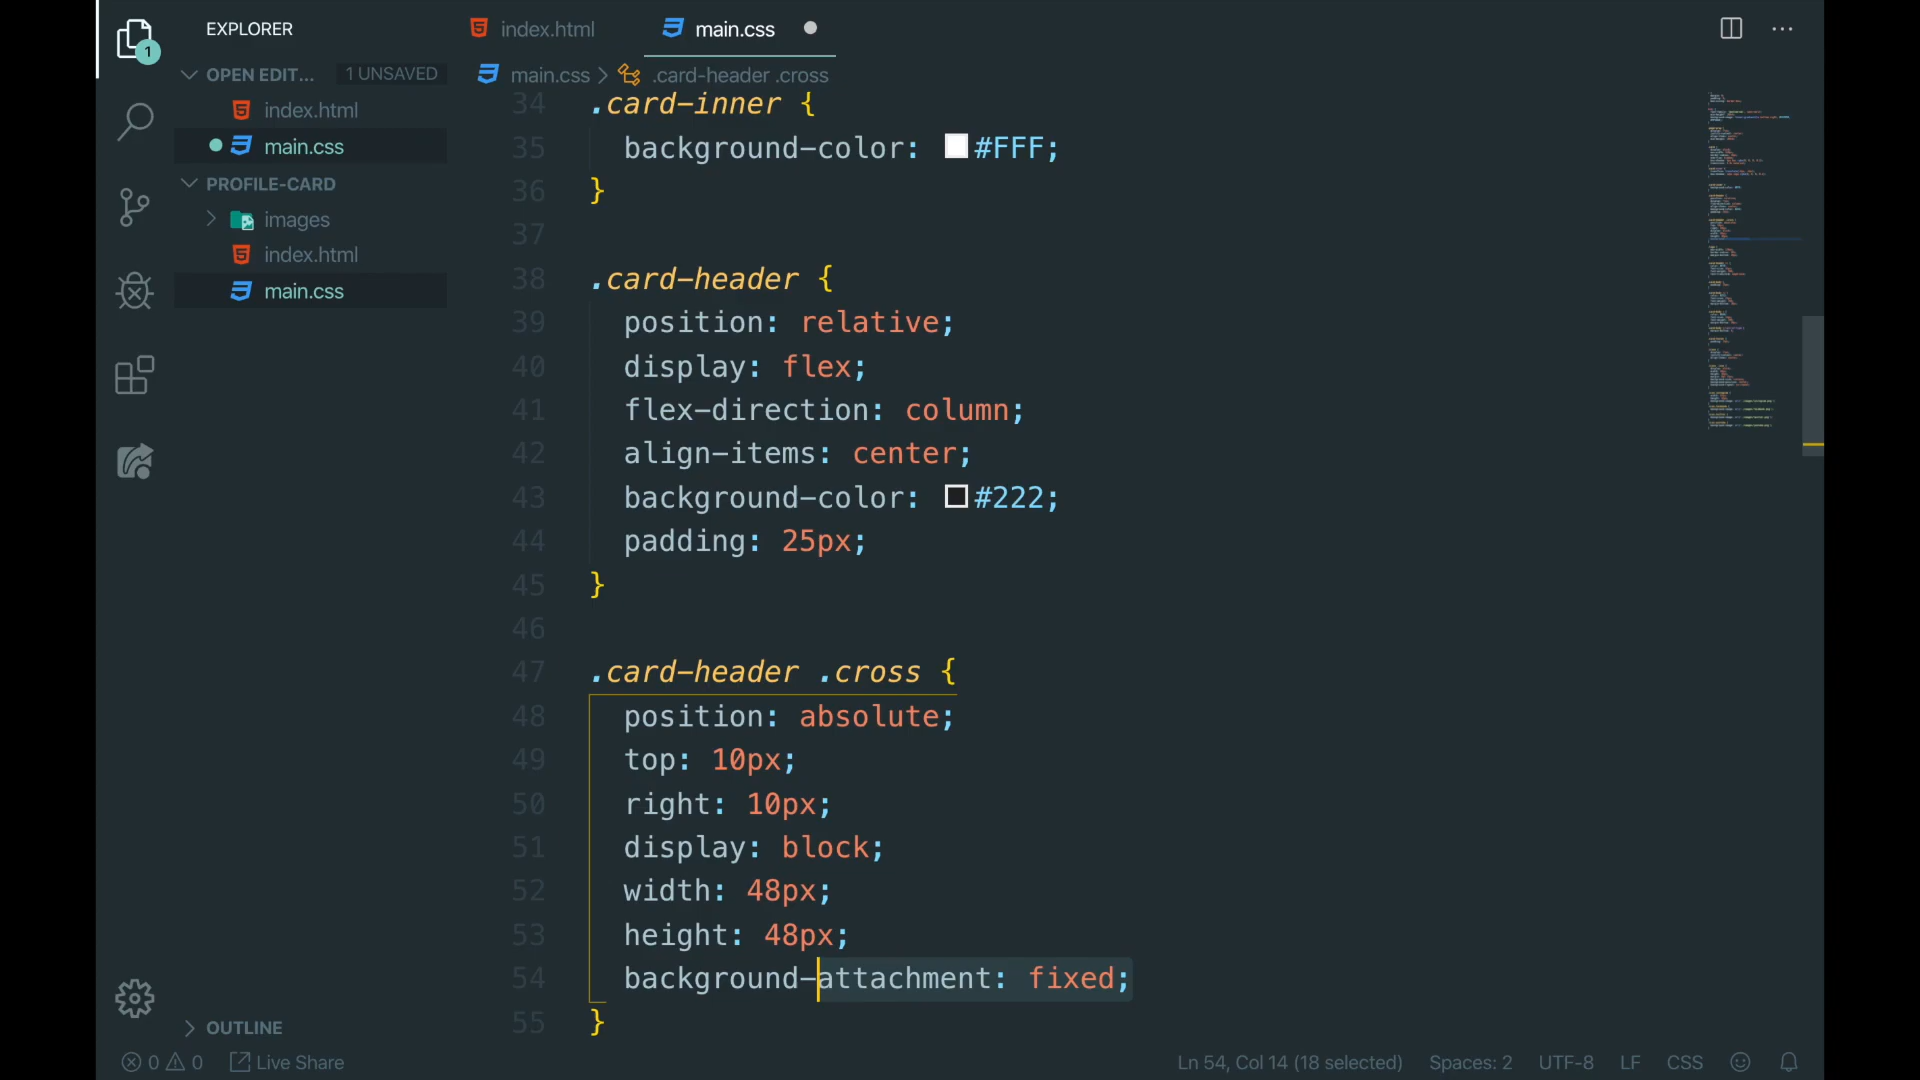 EXPLORER
index.html
main.css
1
OPEN EDIT...
1 UNSAVED
main.css
.card-header .cross
index.html
main.css
PROFILE-CARD
images
index.html
main.css
34 .card-inner {
35 background-color: #FFF;
36 }
37
38 .card-header {
39 position: relative;
40 display: flex;
41 flex-direction: column;
42 align-items: center;
43 background-color: #222;
44 padding: 25px;
45 }
46
47 .card-header .cross {
48 position: absolute;
49 top: 10px;
50 right: 10px;
51 display: block;
52 width: 48px;
53 height: 48px;
54 background-attachment: fixed;
55 }
OUTLINE
0 0 Live Share
Ln 54, Col 14 (18 selected) Spaces: 2 UTF-8 LF CSS